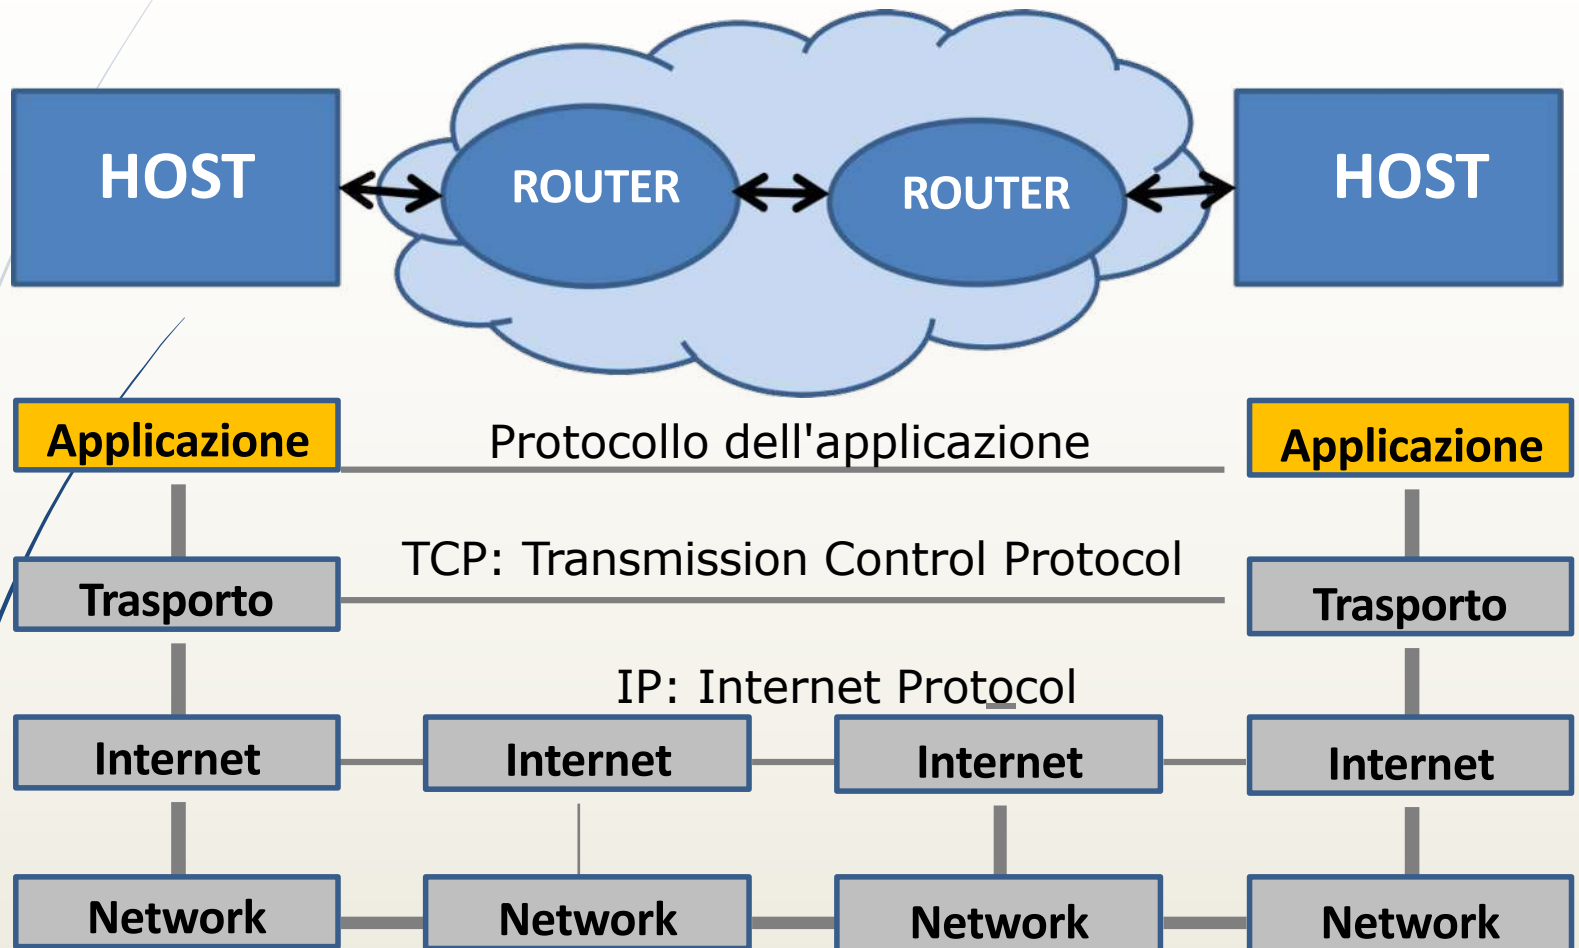 HOST
ROUTER
ROUTER
HOST
Applicazione
Protocollo dell'applicazione
Applicazione
TCP: Transmission Control Protocol
Trasporto
Trasporto
IP: Internet Protocol
Internet
Internet
Internet
Internet
Network
Network
Network
Network